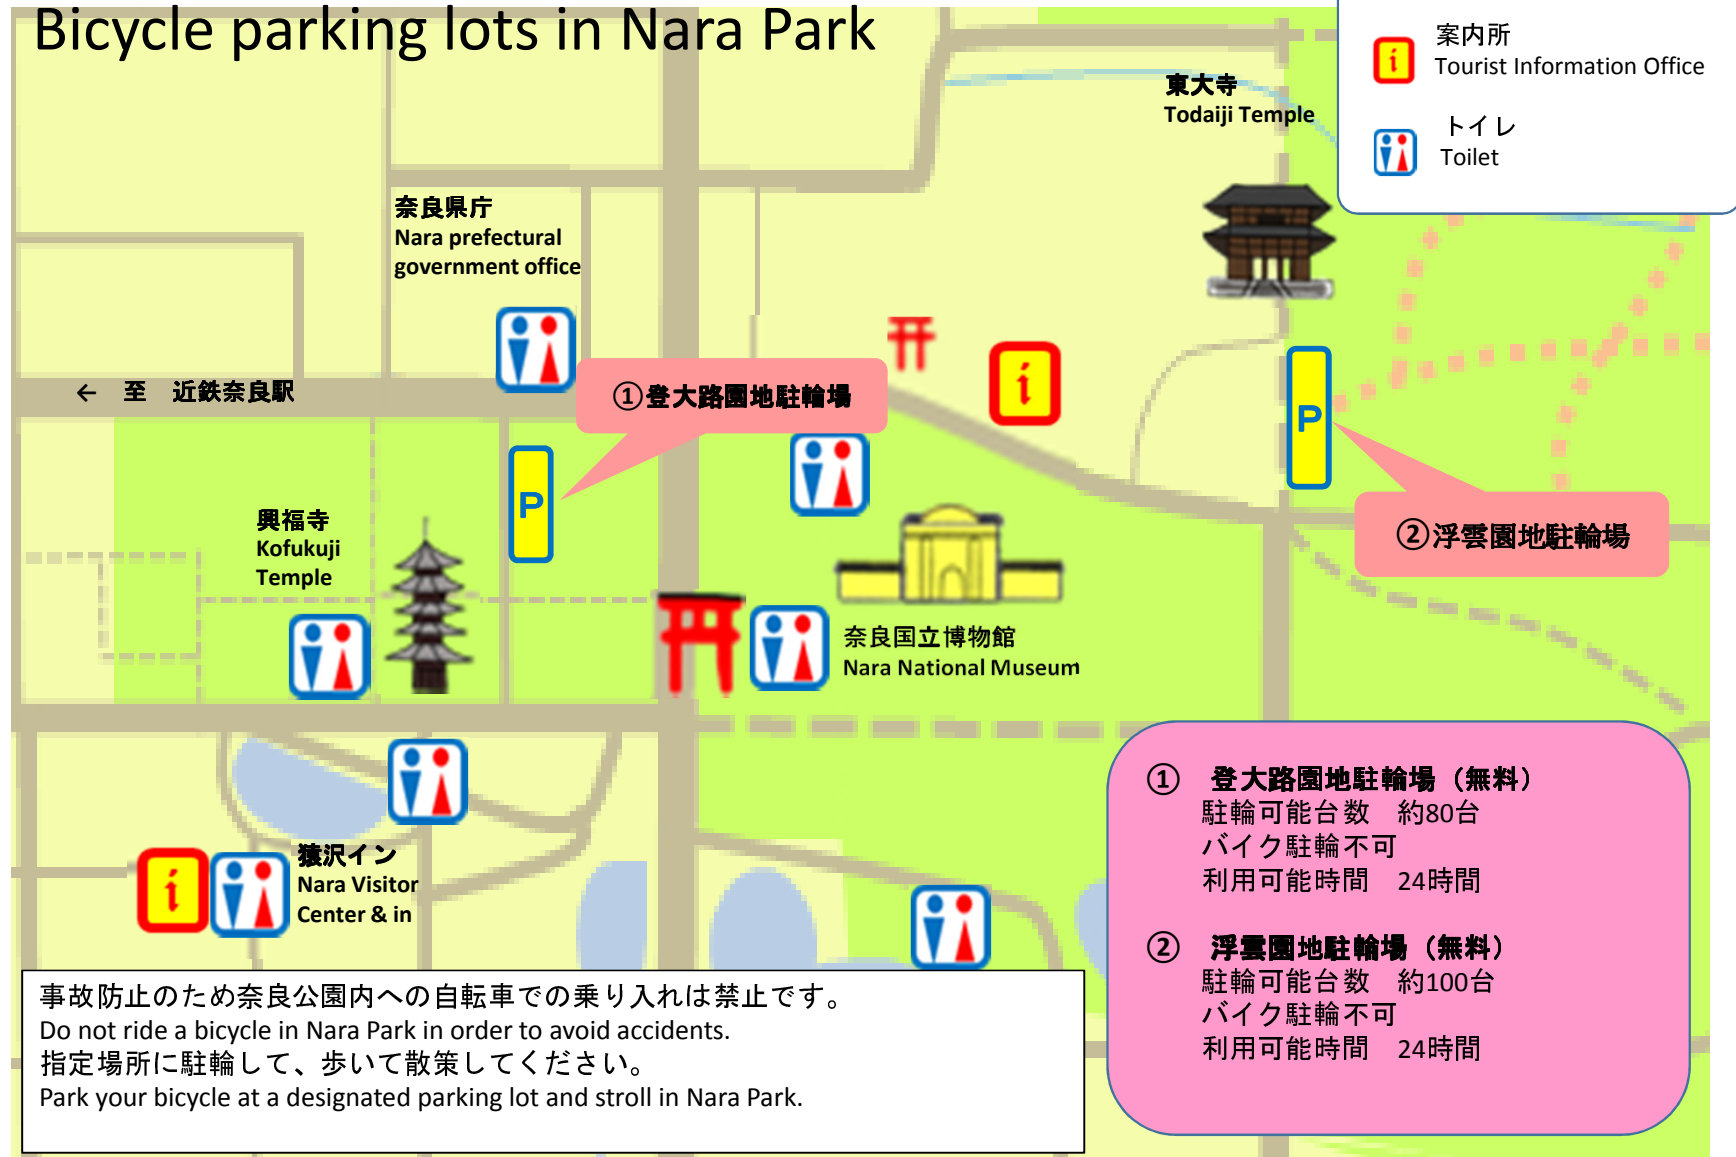 Bicycle parking lots in Nara Park
案内所
Tourist Information Office
トイレ
Toilet
東大寺
Todaiji Temple
奈良県庁
Nara prefectural
government office
← 至 近鉄奈良駅
①登大路園地駐輪場
P
P
②浮雲園地駐輪場
興福寺
Kofukuji
Temple
奈良国立博物館
Nara National Museum
猿沢イン
Nara Visitor
Center & in
① 登大路園地駐輪場（無料）
駐輪可能台数 約80台
バイク駐輪不可
利用可能時間 24時間
② 浮雲園地駐輪場（無料）
駐輪可能台数 約100台
バイク駐輪不可
利用可能時間 24時間
事故防止のため奈良公園内への自転車での乗り入れは禁止です。
Do not ride a bicycle in Nara Park in order to avoid accidents.
指定場所に駐輪して、歩いて散策してください。
Park your bicycle at a designated parking lot and stroll in Nara Park.